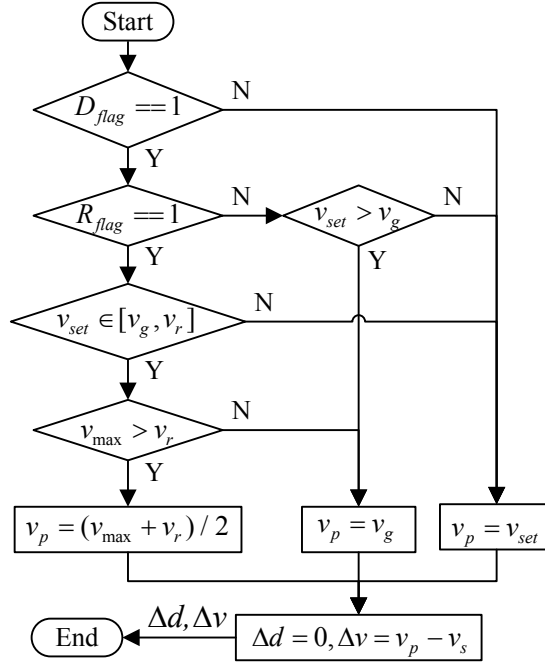 Start
D_flag == 1
N
Y
R_flag == 1
N
v_set > v_g
N
Y
Y
v_set ∈ [v_g, v_r]
N
Y
v_max > v_r
N
Y
v_p = (v_max + v_r) / 2
v_p = v_g
v_p = v_set
Δd, Δv
End
Δd = 0, Δv = v_p − v_s